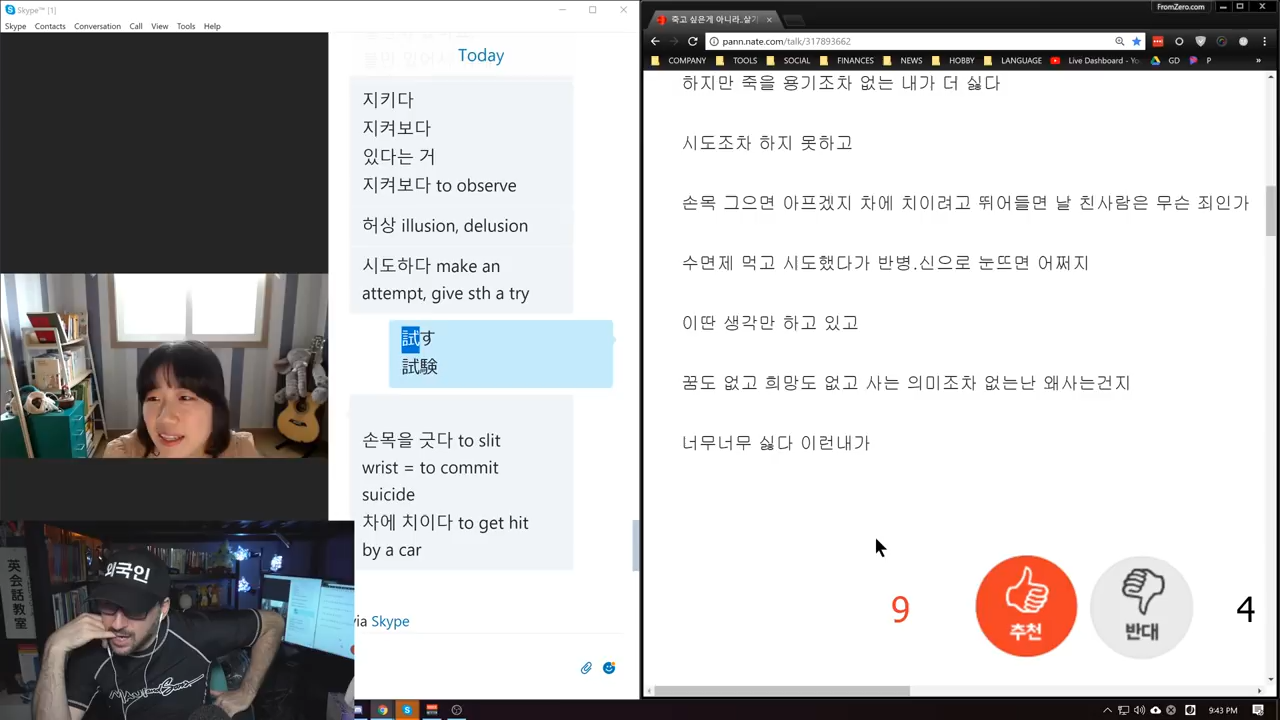 Skype™ [1]
Skype Contacts Conversation Call View Tools Help
Today
지키다
지켜보다
있다는 거
지켜보다 to observe
허상 illusion, delusion
시도하다 make an
attempt, give sth a try
試す
試験
손목을 긋다 to slit
wrist = to commit
suicide
차에 치이다 to get hit
by a car
via Skype
외국인
英会話教室
FromZero.com
죽고 싶은게 아니라..살기
pann.nate.com/talk/317893662
COMPANY TOOLS SOCIAL FINANCES NEWS HOBBY LANGUAGE Live Dashboard - Yo GD P »
하지만 죽을 용기조차 없는 내가 더 싫다
시도조차 하지 못하고
손목 그으면 아프겠지 차에 치이려고 뛰어들면 날 친사람은 무슨 죄인가
수면제 먹고 시도했다가 반병.신으로 눈뜨면 어쩌지
이딴 생각만 하고 있고
꿈도 없고 희망도 없고 사는 의미조차 없는난 왜사는건지
너무너무 싫다 이런내가
9
추천
반대
4
9:43 PM